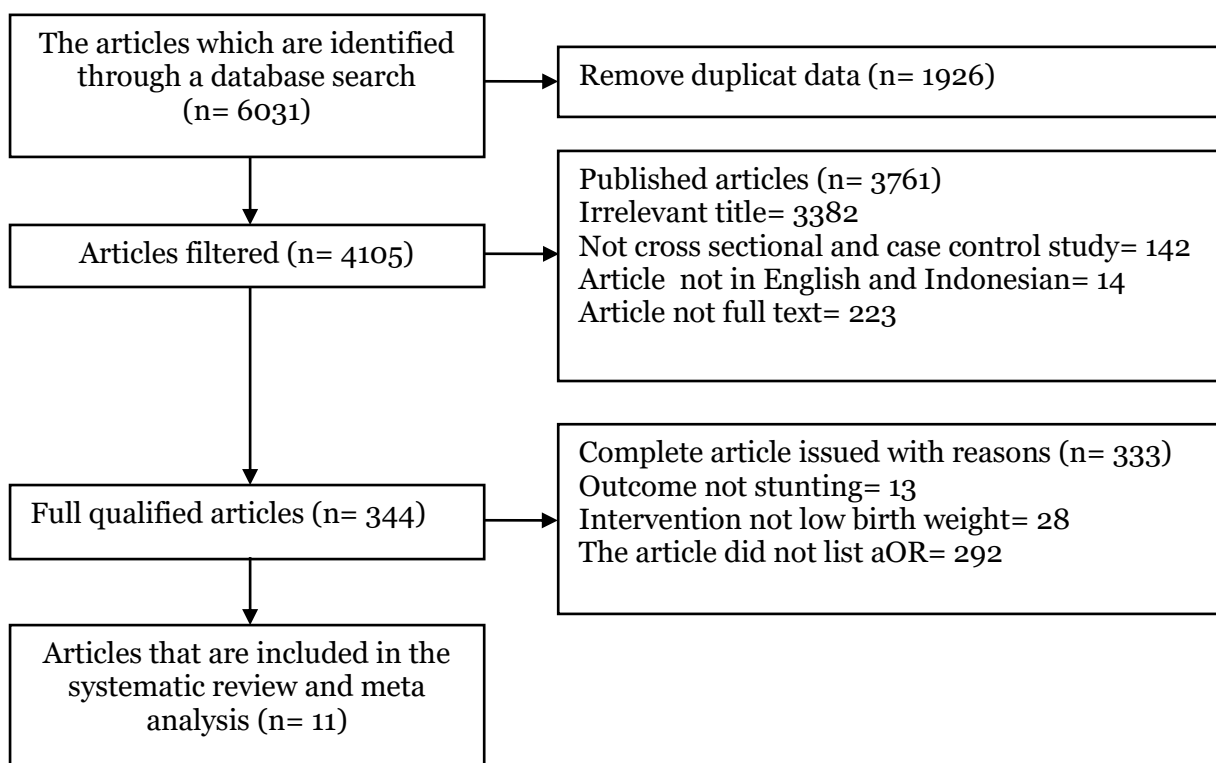 The articles which are identified
through a database search
(n= 6031)
Remove duplicat data (n= 1926)
Published articles (n= 3761)
Irrelevant title= 3382
Not cross sectional and case control study= 142
Article  not in English and Indonesian= 14
Article not full text= 223
Articles filtered (n= 4105)
Complete article issued with reasons (n= 333)
Outcome not stunting= 13
Intervention not low birth weight= 28
The article did not list aOR= 292
Full qualified articles (n= 344)
Articles that are included in the
systematic review and meta
analysis (n= 11)